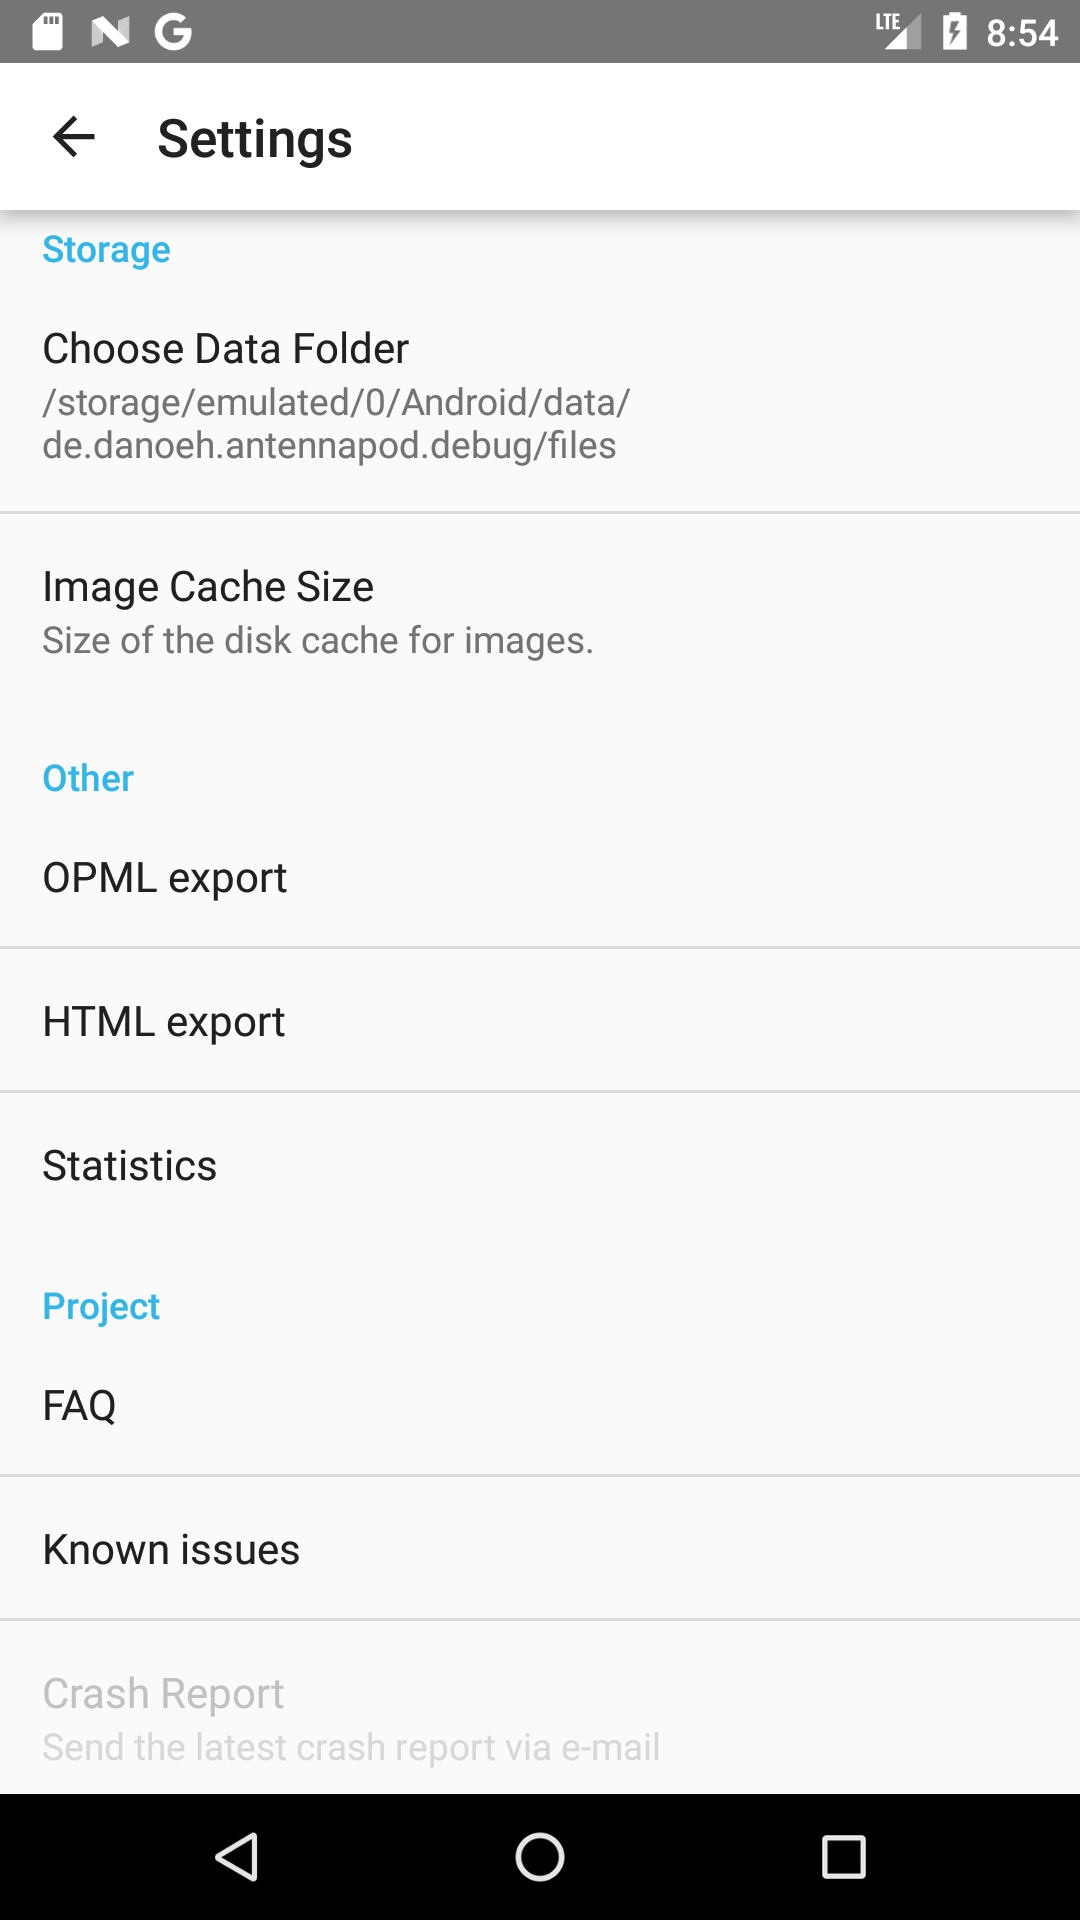 LTE 8:54
Settings
Storage
Choose Data Folder
/storage/emulated/0/Android/data/
de.danoeh.antennapod.debug/files
Image Cache Size
Size of the disk cache for images.
Other
OPML export
HTML export
Statistics
Project
FAQ
Known issues
Crash Report
Send the latest crash report via e-mail